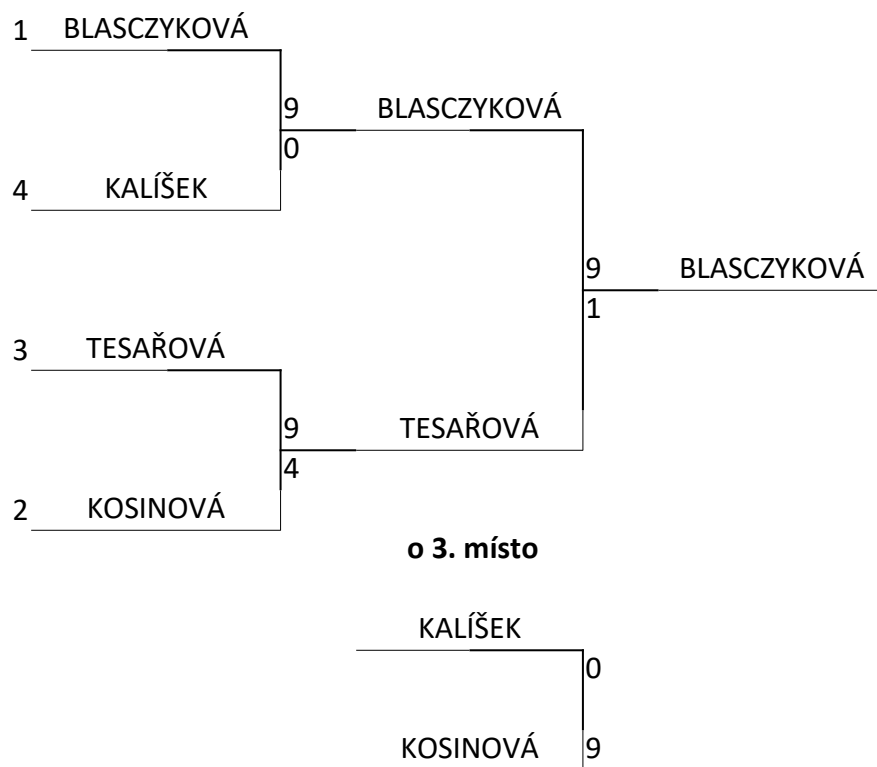 1 BLASCZYKOVÁ
9 BLASCZYKOVÁ
0
4 KALÍŠEK
9 BLASCZYKOVÁ
1
3 TESAŘOVÁ
9 TESAŘOVÁ
4
2 KOSINOVÁ
o 3. místo
KALÍŠEK
0
KOSINOVÁ 9